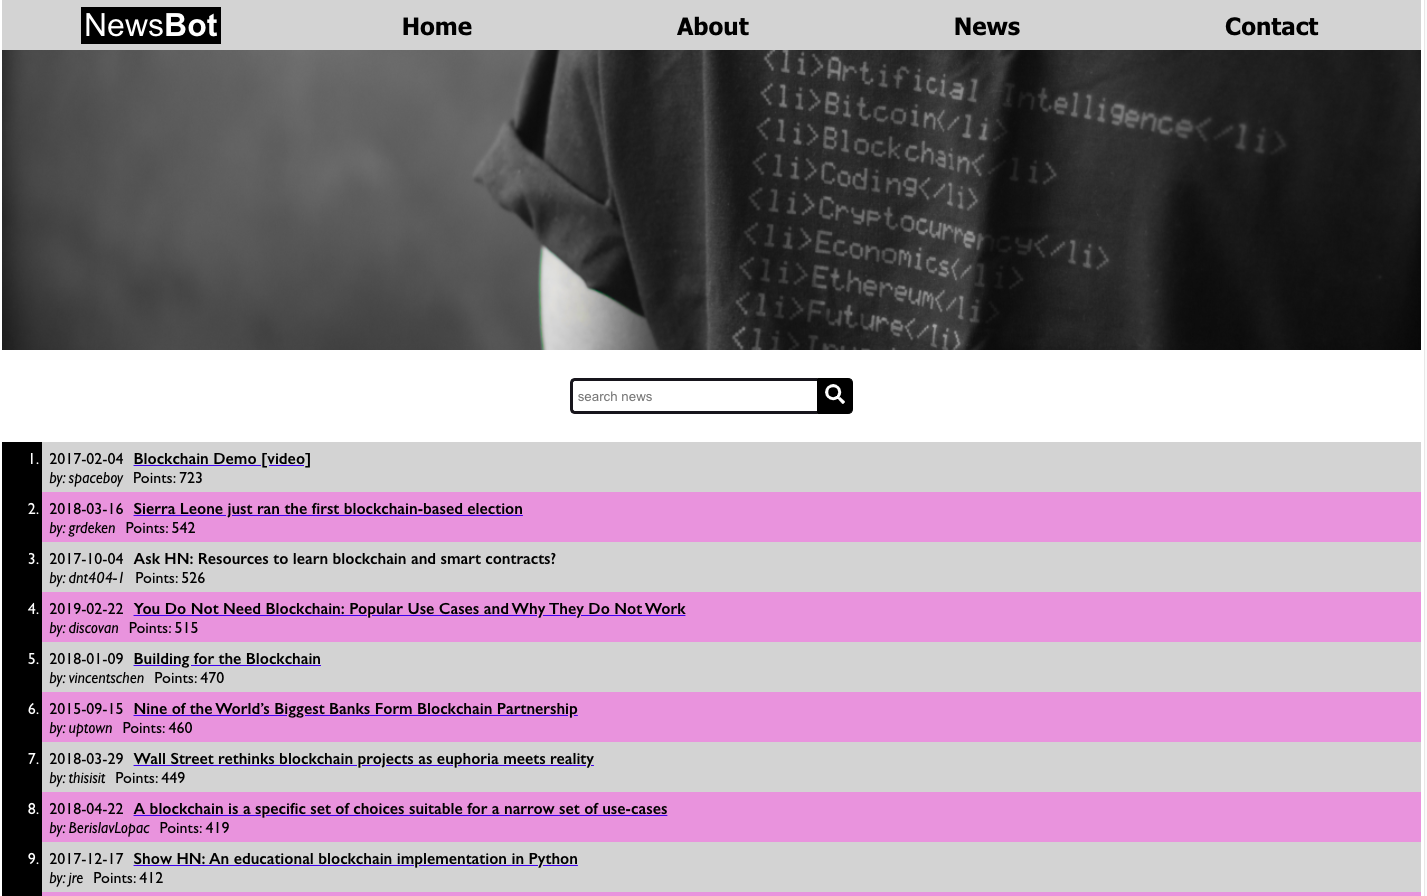 NewsBot Home About News Contact
<li>Artificial Intelligence</li>
<li>Bitcoin</li>
<li>Blockchain</li>
<li>Coding</li>
<li>Cryptocurrency</li>
<li>Economics</li>
<li>Ethereum</li>
<li>Future</li>
search news
1. 2017-02-04 Blockchain Demo [video]
by: spaceboy Points: 723
2. 2018-03-16 Sierra Leone just ran the first blockchain-based election
by: grdeken Points: 542
3. 2017-10-04 Ask HN: Resources to learn blockchain and smart contracts?
by: dnt404-1 Points: 526
4. 2019-02-22 You Do Not Need Blockchain: Popular Use Cases and Why They Do Not Work
by: discovan Points: 515
5. 2018-01-09 Building for the Blockchain
by: vincentschen Points: 470
6. 2015-09-15 Nine of the World’s Biggest Banks Form Blockchain Partnership
by: uptown Points: 460
7. 2018-03-29 Wall Street rethinks blockchain projects as euphoria meets reality
by: thisisit Points: 449
8. 2018-04-22 A blockchain is a specific set of choices suitable for a narrow set of use-cases
by: BerislavLopac Points: 419
9. 2017-12-17 Show HN: An educational blockchain implementation in Python
by: jre Points: 412